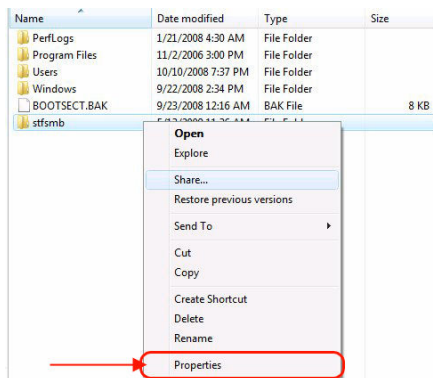 Name Date modified Type Size
PerfLogs 1/21/2008 4:30 AM File Folder
Program Files 11/2/2006 3:00 PM File Folder
Users 10/10/2008 7:37 PM File Folder
Windows 9/22/2008 2:34 PM File Folder
BOOTSECT.BAK 9/23/2008 12:16 AM BAK File 8 KB
stfsmb
Open
Explore
Share...
Restore previous versions
Send To
Cut
Copy
Create Shortcut
Delete
Rename
Properties